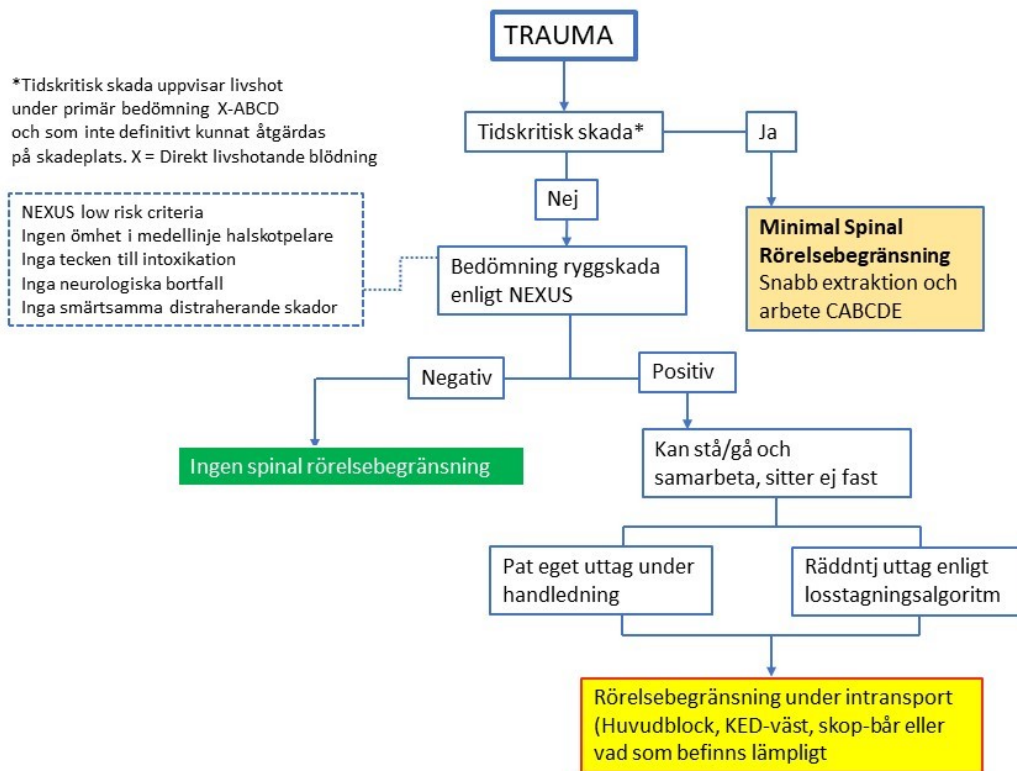 TRAUMA
*Tidskritisk skada uppvisar livshot
under primär bedömning X-ABCD
och som inte definitivt kunnat åtgärdas
på skadeplats. X = Direkt livshotande blödning
Tidskritisk skada*
Ja
Nej
NEXUS low risk criteria
Ingen ömhet i medellinje halskotpelare
Inga tecken till intoxikation
Inga neurologiska bortfall
Inga smärtsamma distraherande skador
Bedömning ryggskada
enligt NEXUS
Minimal Spinal
Rörelsebegränsning
Snabb extraktion och
arbete CABCDE
Negativ
Positiv
Ingen spinal rörelsebegränsning
Kan stå/gå och
samarbeta, sitter ej fast
Pat eget uttag under
handledning
Räddntj uttag enligt
losstagningsalgoritm
Rörelsebegränsning under intransport
(Huvudblock, KED-väst, skop-bår eller
vad som befinns lämpligt